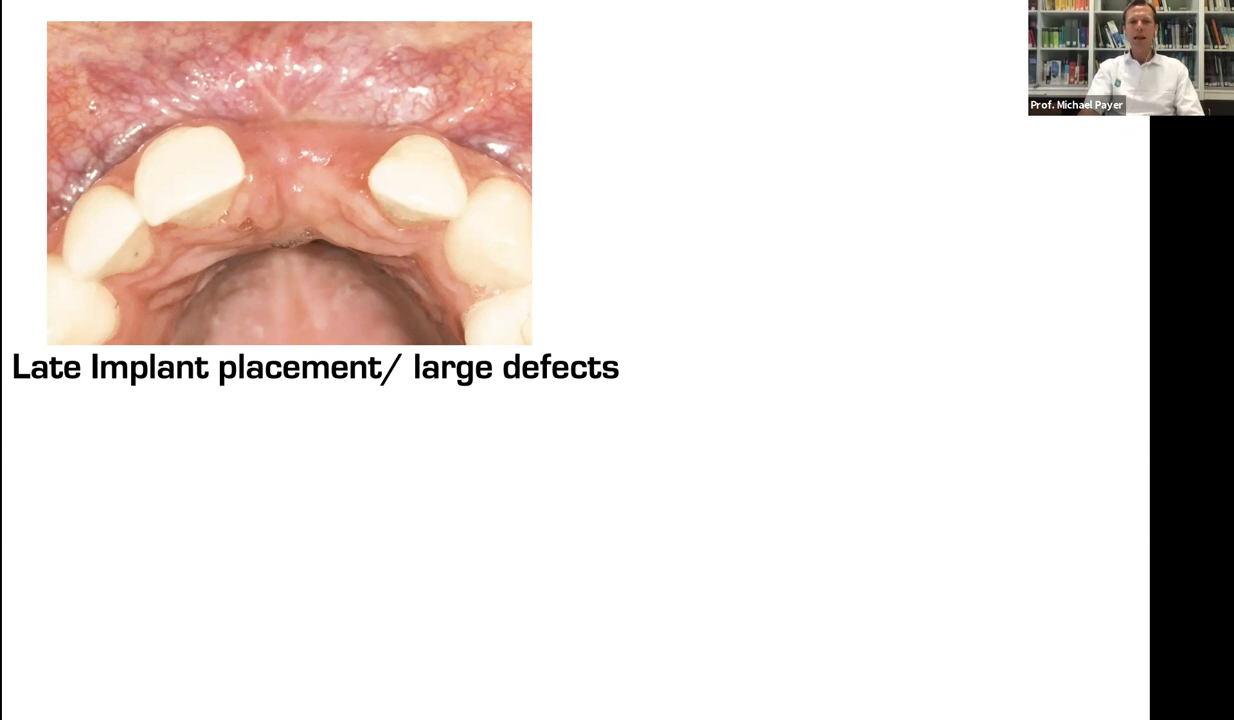 Prof. Michael Payer
Late Implant placement/ large defects